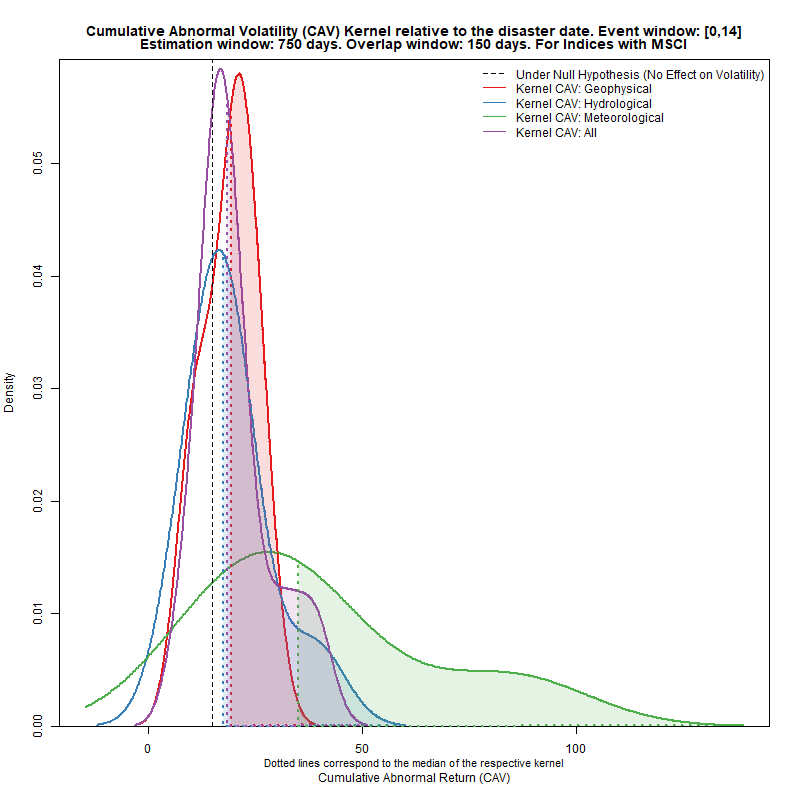 Cumulative Abnormal Volatility (CAV) Kernel relative to the disaster date. Event window: [0,14]
Estimation window: 750 days. Overlap window: 150 days. For Indices with MSCI
Under Null Hypothesis (No Effect on Volatility)
Kernel CAV: Geophysical
Kernel CAV: Hydrological
Kernel CAV: Meteorological
Kernel CAV: All
Density
0.05
0.04
0.03
0.02
0.01
0.00
0
50
100
Dotted lines correspond to the median of the respective kernel
Cumulative Abnormal Return (CAV)